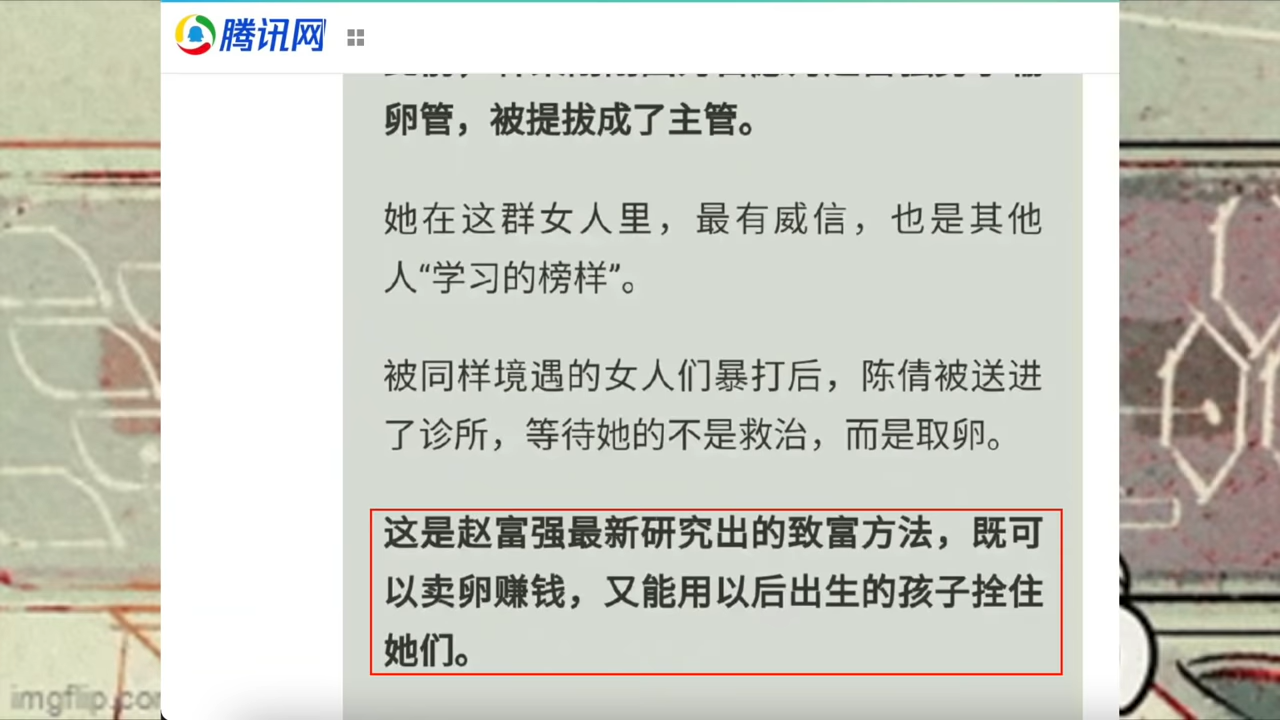 腾讯网
卵管，被提拔成了主管。
她在这群女人里，最有威信，也是其他
人“学习的榜样”。
被同样境遇的女人们暴打后，陈倩被送进
了诊所，等待她的不是救治，而是取卵。
这是赵富强最新研究出的致富方法，既可
以卖卵赚钱，又能用以后出生的孩子拴住
她们。
imgflip.com